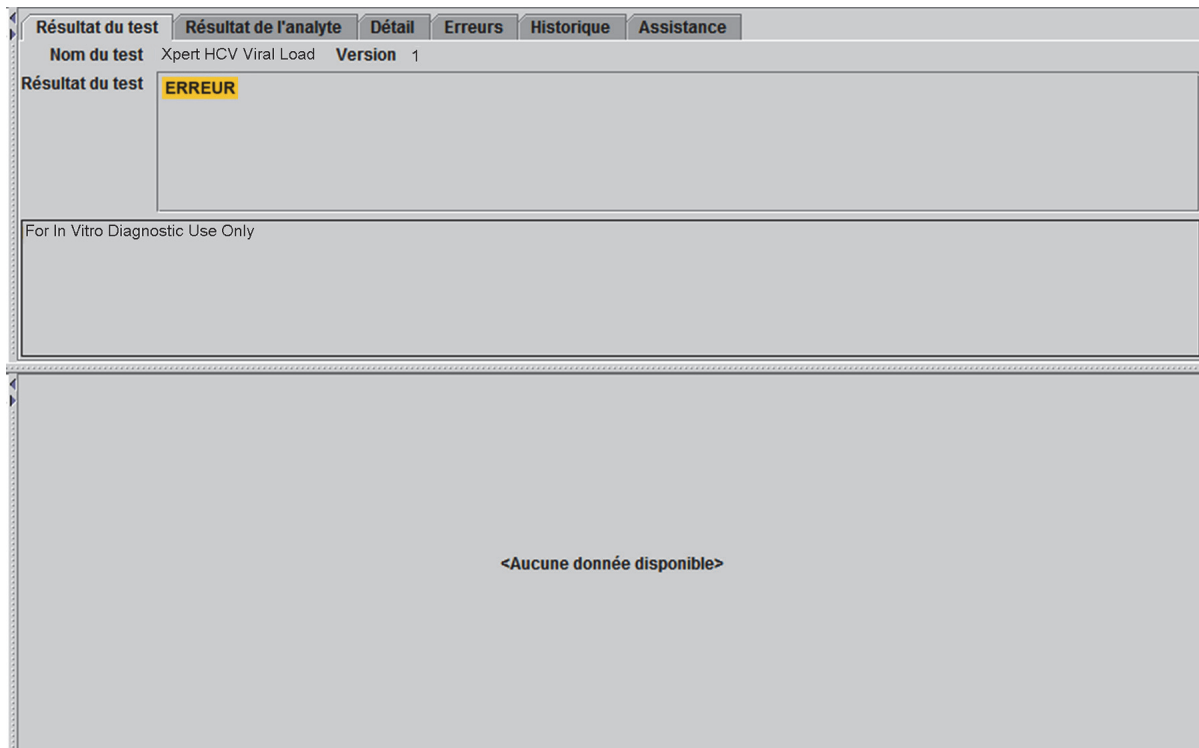 Résultat du test Résultat de l'analyte Détail Erreurs Historique Assistance
Nom du test Xpert HCV Viral Load Version 1
Résultat du test ERREUR
For In Vitro Diagnostic Use Only
<Aucune donnée disponible>